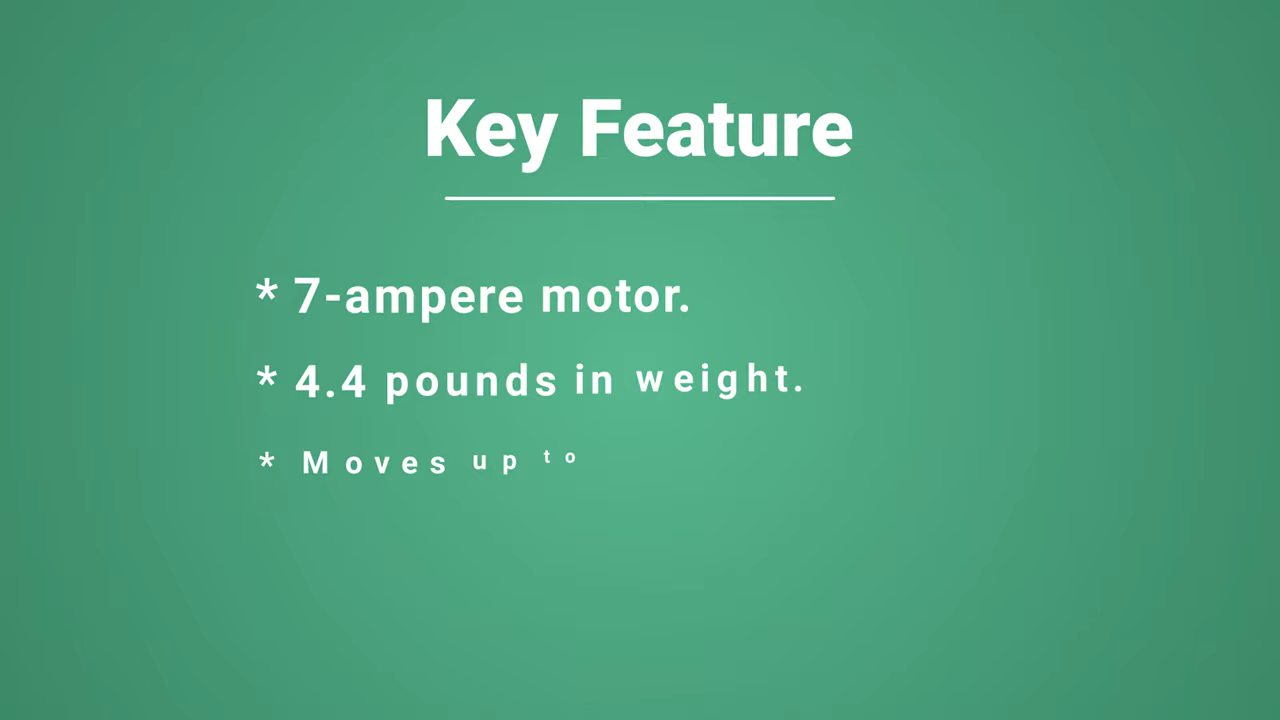 Key Feature
* 7-ampere motor.
* 4.4 pounds in weight.
* Moves up to